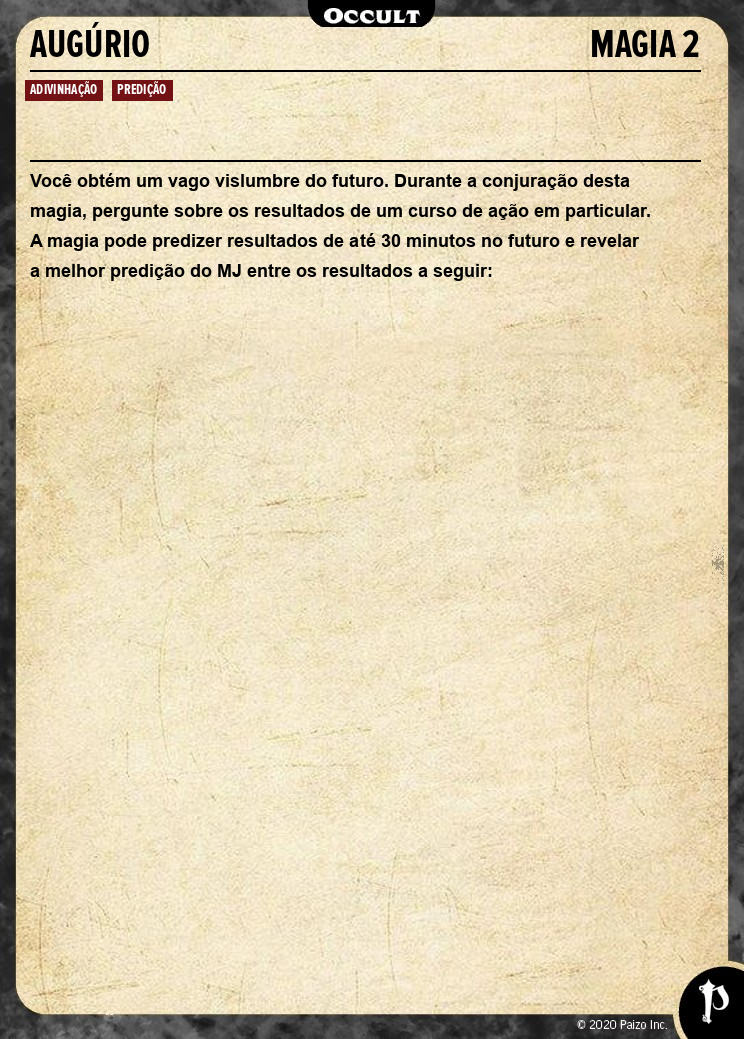 OCCULT
AUGÚRIO MAGIA 2
ADIVINHAÇÃO PREDIÇÃO
Você obtém um vago vislumbre do futuro. Durante a conjuração desta
magia, pergunte sobre os resultados de um curso de ação em particular.
A magia pode predizer resultados de até 30 minutos no futuro e revelar
a melhor predição do MJ entre os resultados a seguir:
© 2020 Paizo Inc.